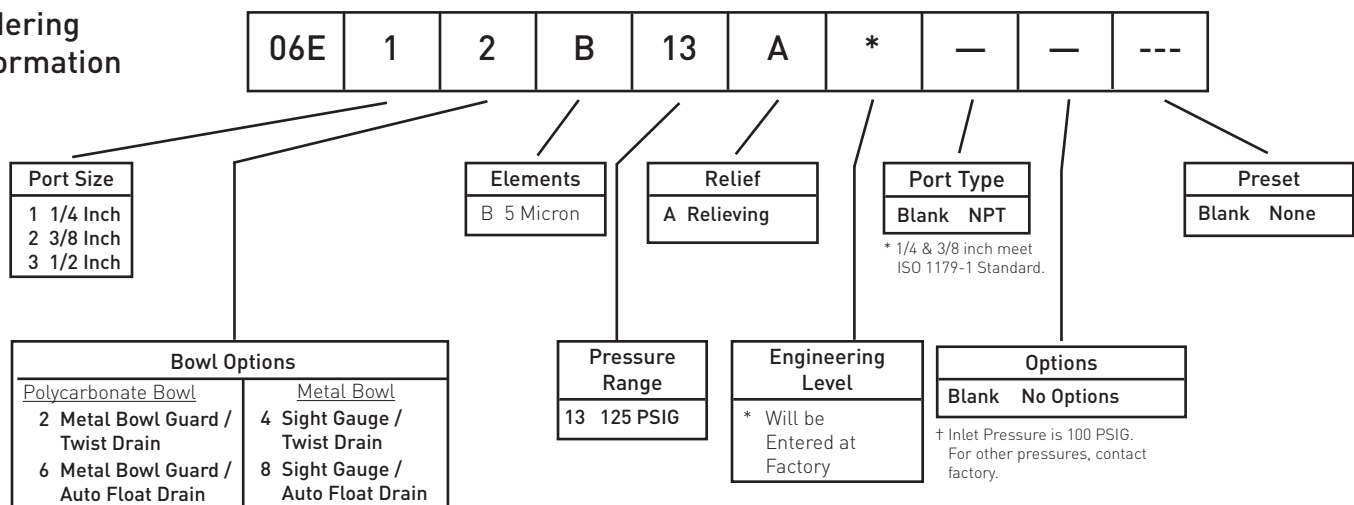 dering
ormation
06E 1 2 B 13 A * — — ---
Port Size
1 1/4 Inch
2 3/8 Inch
3 1/2 Inch
Elements
B 5 Micron
Relief
A Relieving
Port Type
Blank NPT
* 1/4 & 3/8 inch meet
ISO 1179-1 Standard.
Preset
Blank None
Bowl Options
Polycarbonate Bowl
2 Metal Bowl Guard /
Twist Drain
6 Metal Bowl Guard /
Auto Float Drain
Metal Bowl
4 Sight Gauge /
Twist Drain
8 Sight Gauge /
Auto Float Drain
Pressure
Range
13 125 PSIG
Engineering
Level
* Will be
Entered at
Factory
Options
Blank No Options
† Inlet Pressure is 100 PSIG.
For other pressures, contact
factory.